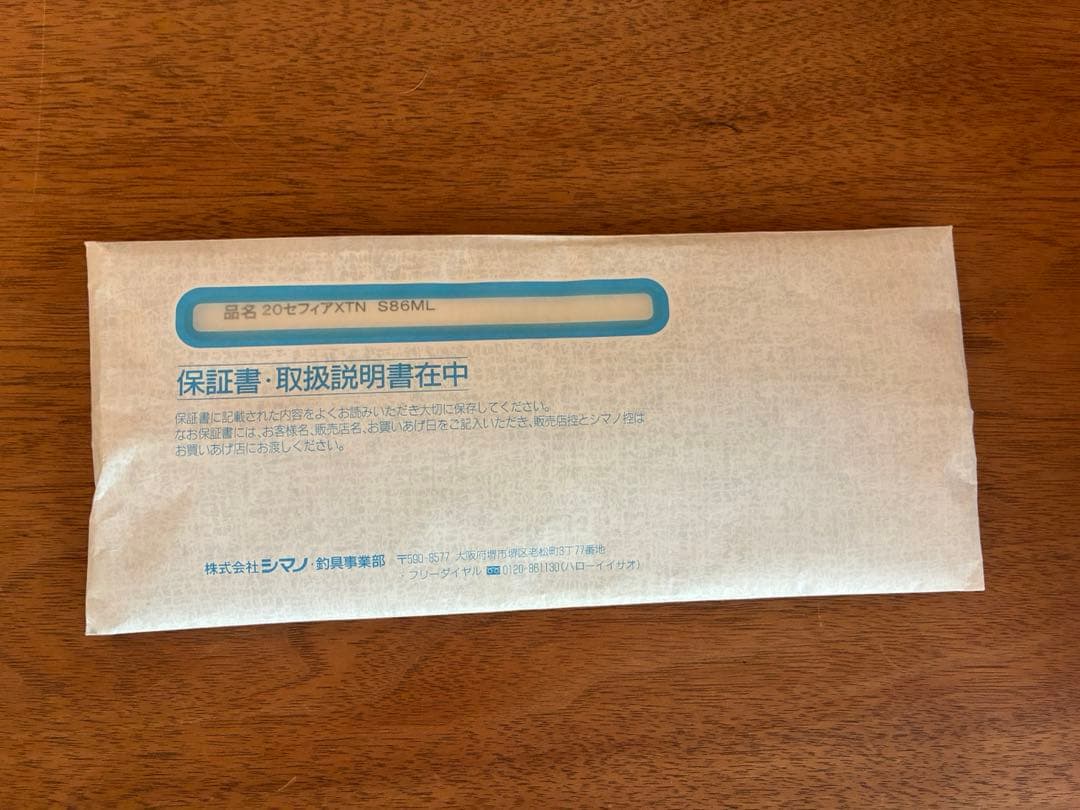 品名 20セフィアXTN S86ML
保証書・取扱説明書在中
保証書に記載された内容をよくお読みいただき大切に保存してください。
なお保証書には、お客様名、販売店名、お買いあげ日をご記入いただき、販売店控とシマノ控は
お買いあげ店にお渡しください。
株式会社シマノ・釣具事業部 〒590-8577 大阪府堺市堺区老松町3丁77番地
・フリーダイヤル 0120-861130(ハローイイサオ)